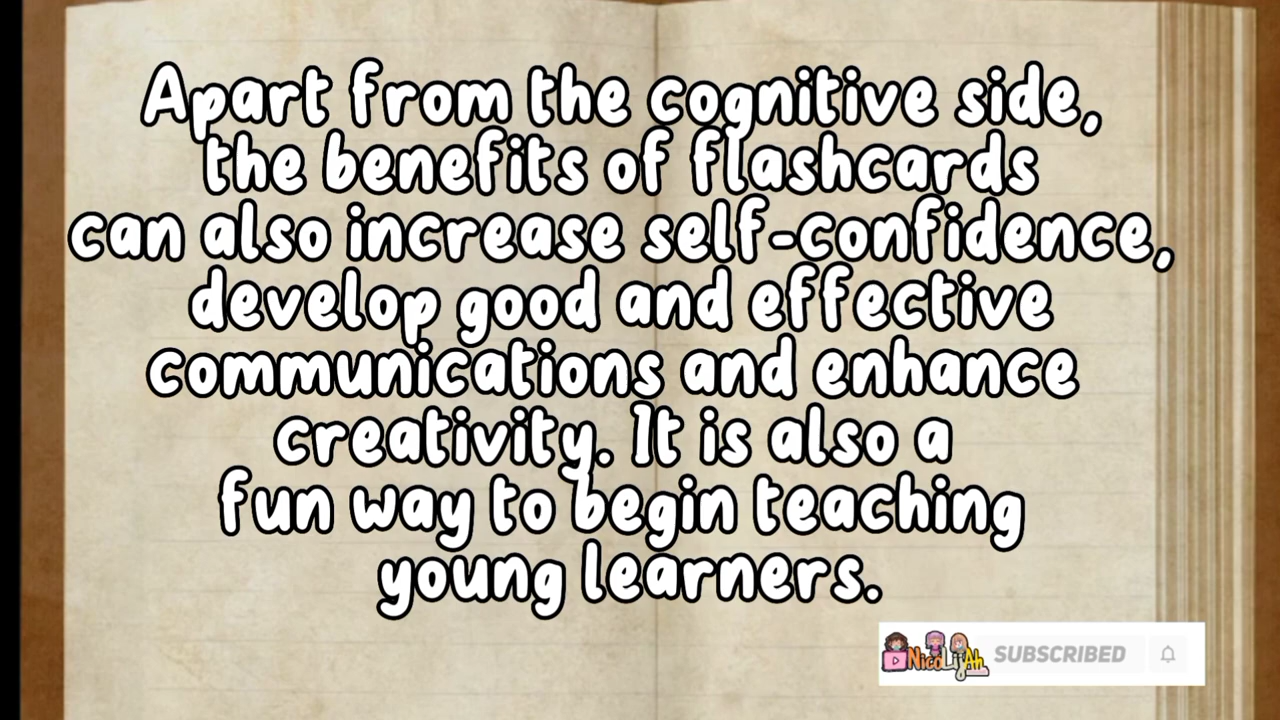 Apart from the cognitive side,
the benefits of flashcards
can also increase self-confidence,
develop good and effective
communications and enhance
creativity. It is also a
fun way to begin teaching
young learners.
NicoLijAh SUBSCRIBED